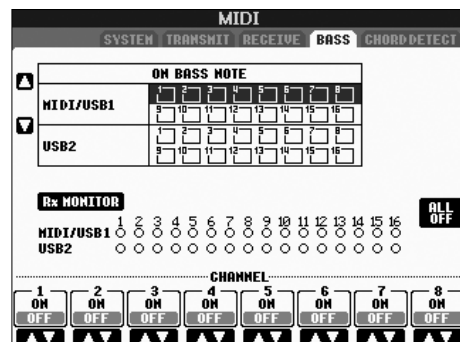 MIDI
SYSTEM TRANSMIT RECEIVE BASS CHORD DETECT
ON BASS NOTE
MIDI/USB1
1 2 3 4 5 6 7 8
9 10 11 12 13 14 15 16
USB2
1 2 3 4 5 6 7 8
9 10 11 12 13 14 15 16
Rx MONITOR
ALL OFF
1 2 3 4 5 6 7 8 9 10 11 12 13 14 15 16
MIDI/USB1
USB2
CHANNEL
1 2 3 4 5 6 7 8
ON ON ON ON ON ON ON ON
OFF OFF OFF OFF OFF OFF OFF OFF